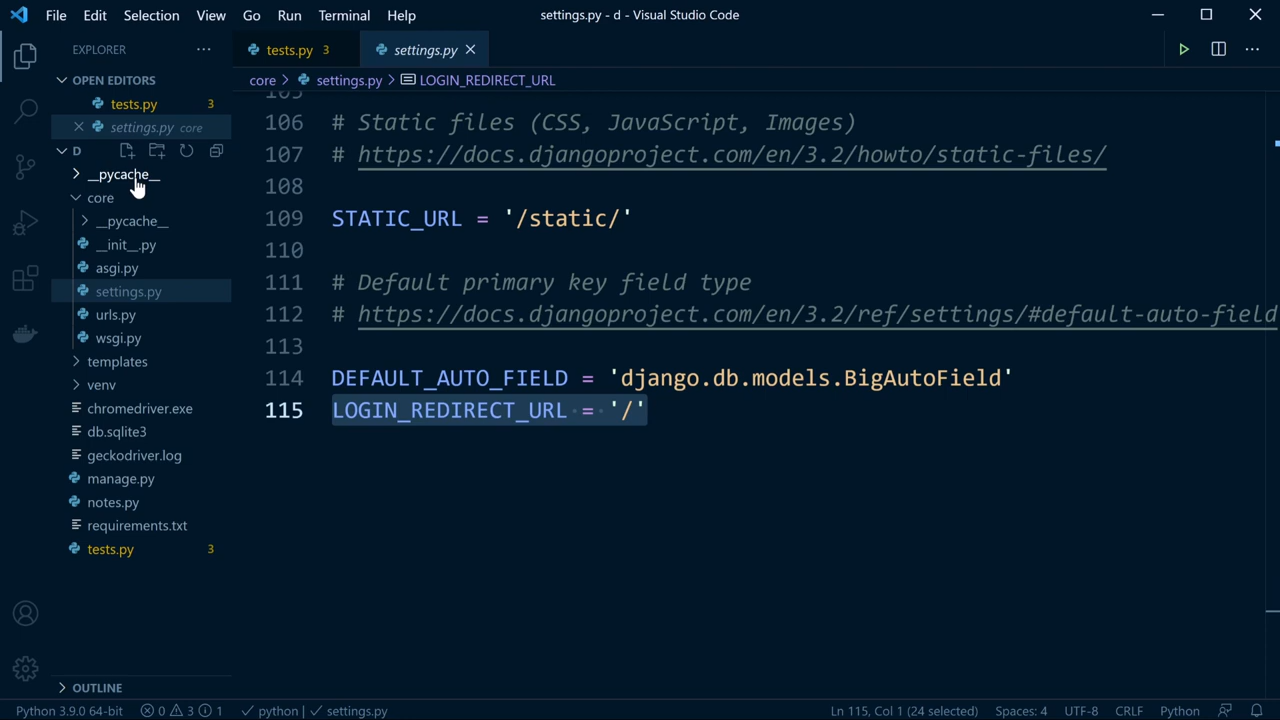 File Edit Selection View Go Run Terminal Help
settings.py - d - Visual Studio Code
EXPLORER
OPEN EDITORS
tests.py 3
settings.py core
D
__pycache__
core
__pycache__
__init__.py
asgi.py
settings.py
urls.py
wsgi.py
templates
venv
chromedriver.exe
db.sqlite3
geckodriver.log
manage.py
notes.py
requirements.txt
tests.py 3
OUTLINE
tests.py 3
settings.py
core > settings.py > LOGIN_REDIRECT_URL
105
106 # Static files (CSS, JavaScript, Images)
107 # https://docs.djangoproject.com/en/3.2/howto/static-files/
108
109 STATIC_URL = '/static/'
110
111 # Default primary key field type
112 # https://docs.djangoproject.com/en/3.2/ref/settings/#default-auto-field
113
114 DEFAULT_AUTO_FIELD = 'django.db.models.BigAutoField'
115 LOGIN_REDIRECT_URL = '/'
Python 3.9.0 64-bit 0 3 1 python | settings.py Ln 115, Col 1 (24 selected) Spaces: 4 UTF-8 CRLF Python